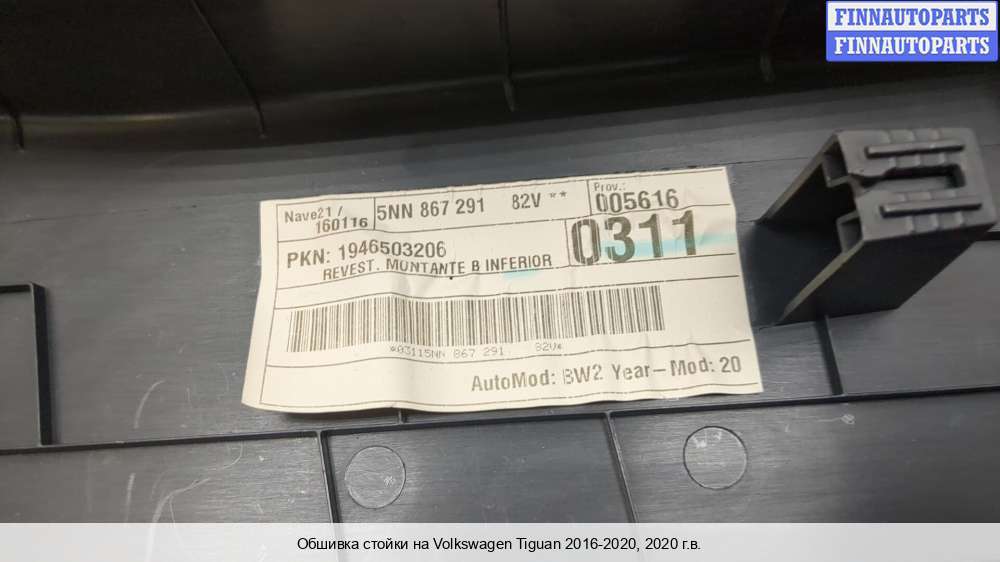 FINNAUTOPARTS
FINNAUTOPARTS
Nave21 /
160116
5NN 867 291 82V **
Prov.:
005616
PKN: 1946503206
0311
REVEST. MONTANTE B INFERIOR
*03115NN 867 291 82V*
AutoMod: BW2 Year-Mod: 20
Обшивка стойки на Volkswagen Tiguan 2016-2020, 2020 г.в.